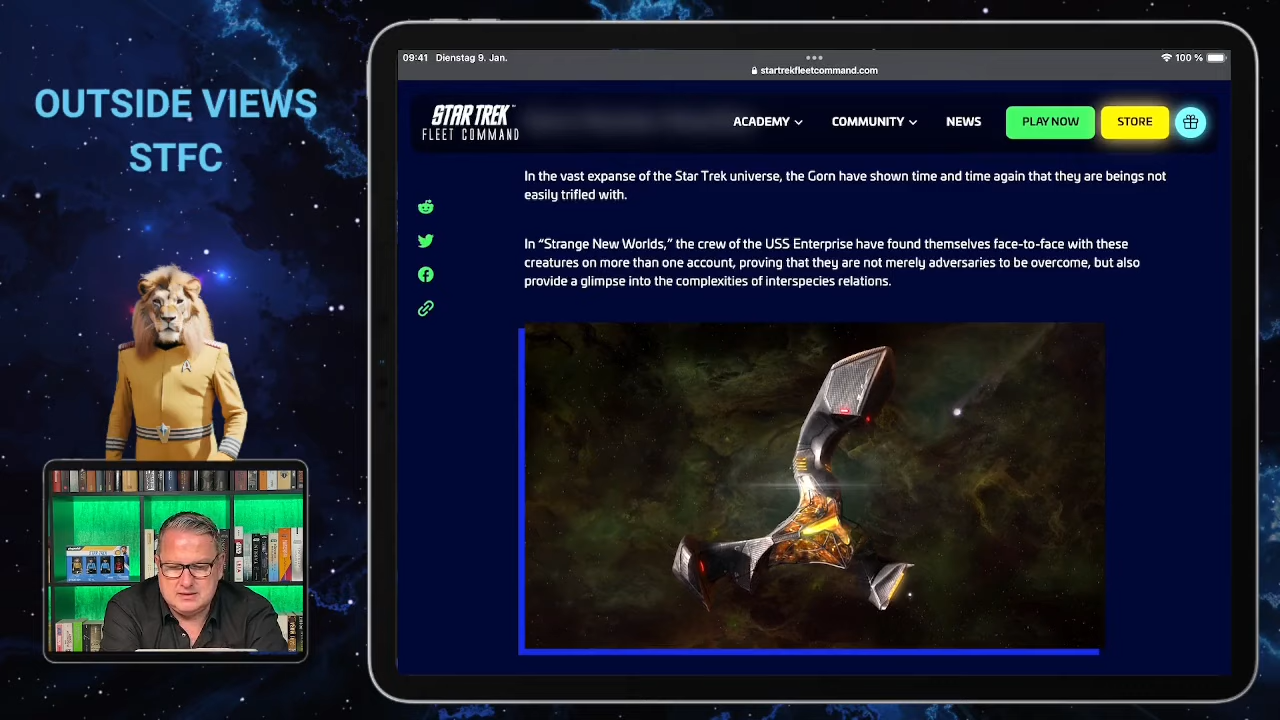 OUTSIDE VIEWS
STFC
09:41 Dienstag 9. Jan.
100 %
startrekfleetcommand.com
STAR TREK
FLEET COMMAND
ACADEMY
COMMUNITY
NEWS
PLAY NOW
STORE
In the vast expanse of the Star Trek universe, the Gorn have shown time and time again that they are beings not
easily trifled with.
In “Strange New Worlds,” the crew of the USS Enterprise have found themselves face-to-face with these
creatures on more than one account, proving that they are not merely adversaries to be overcome, but also
provide a glimpse into the complexities of interspecies relations.